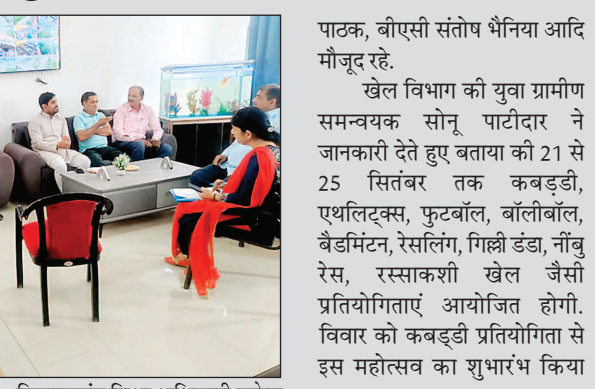 पाठक, बीएसी संतोष भैनिया आदि
मौजूद रहे.
खेल विभाग की युवा ग्रामीण
समन्वयक सोनू पाटीदार ने
जानकारी देते हुए बताया की 21 से
25 सितंबर तक कबड्डी,
एथलिट्क्स, फुटबॉल, बॉलीबॉल,
बैडमिंटन, रेसलिंग, गिल्ली डंडा, नींबु
रेस, रस्साकशी खेल जैसी
प्रतियोगिताएं आयोजित होगी.
विवार को कबड्डी प्रतियोगिता से
इस महोत्सव का शुभारंभ किया